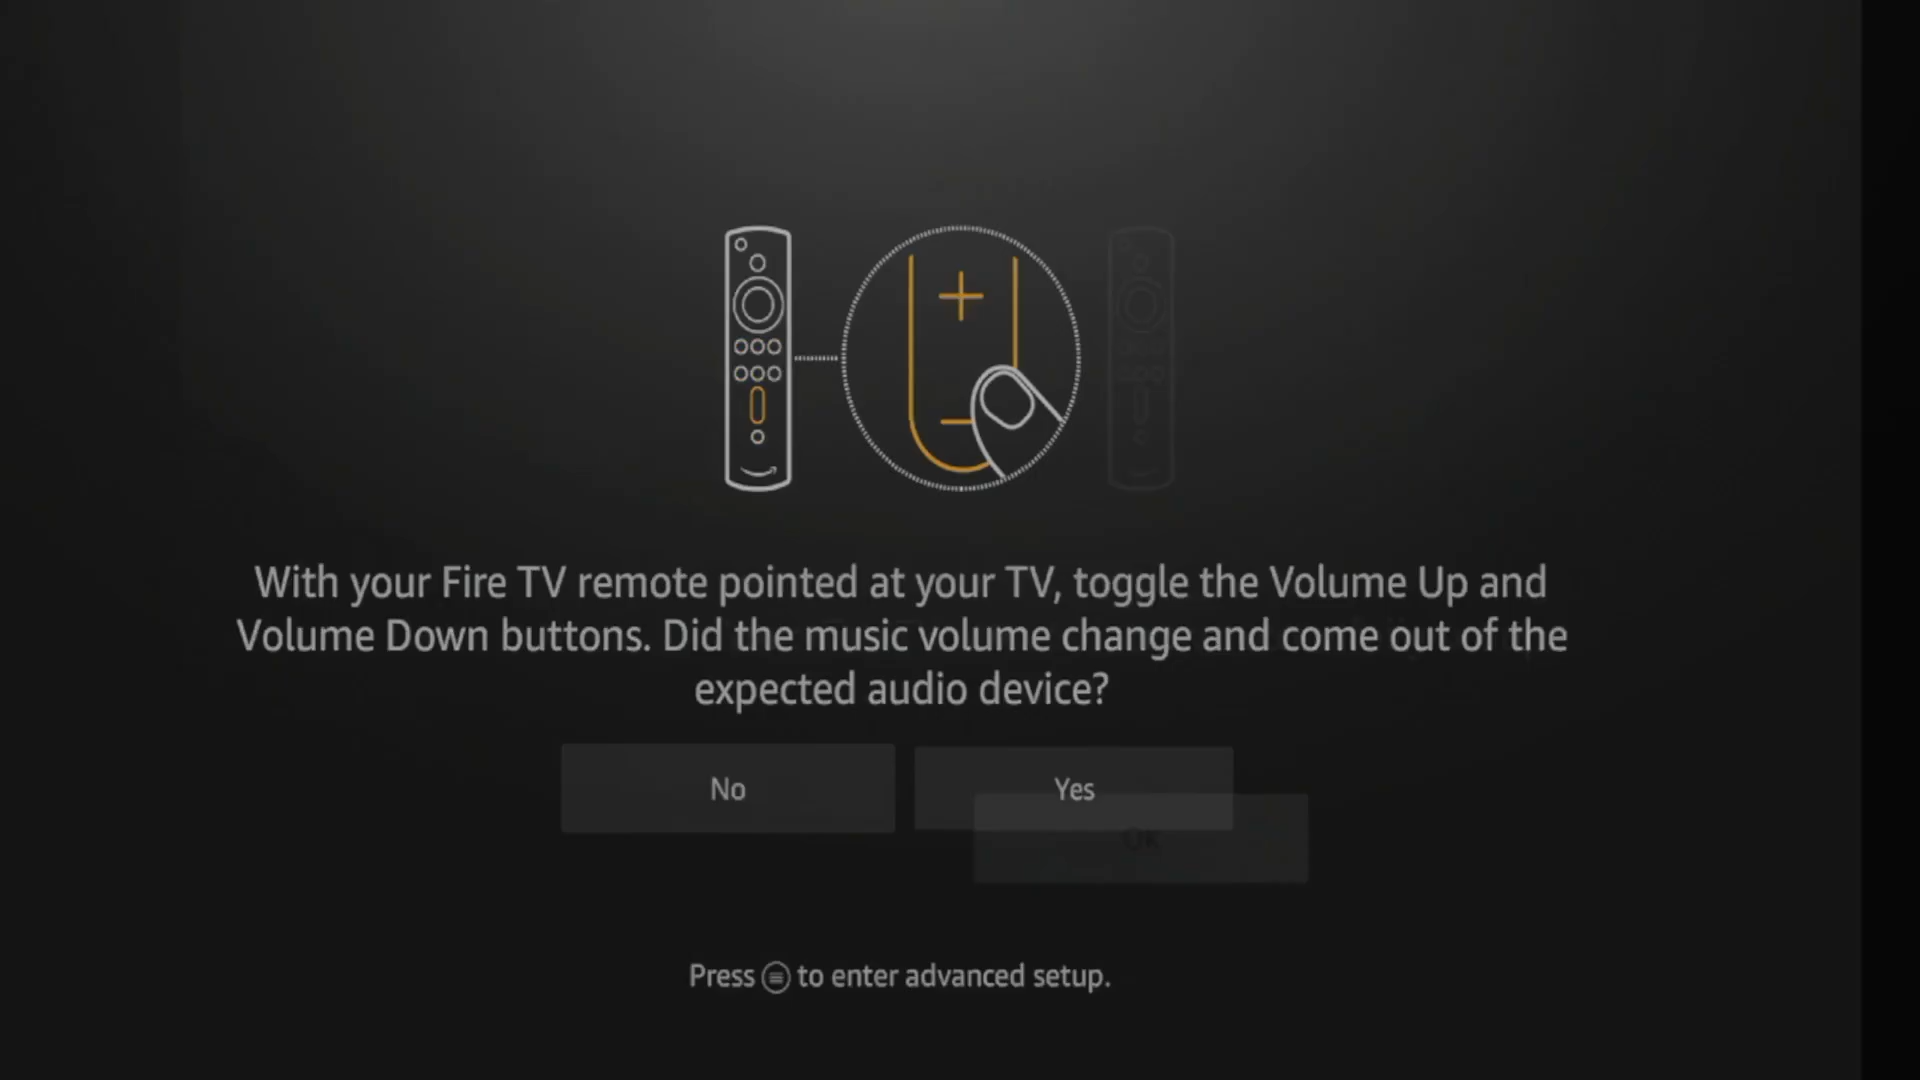 With your Fire TV remote pointed at your TV, toggle the Volume Up and
Volume Down buttons. Did the music volume change and come out of the
expected audio device?
No
Yes
Ok
Press to enter advanced setup.